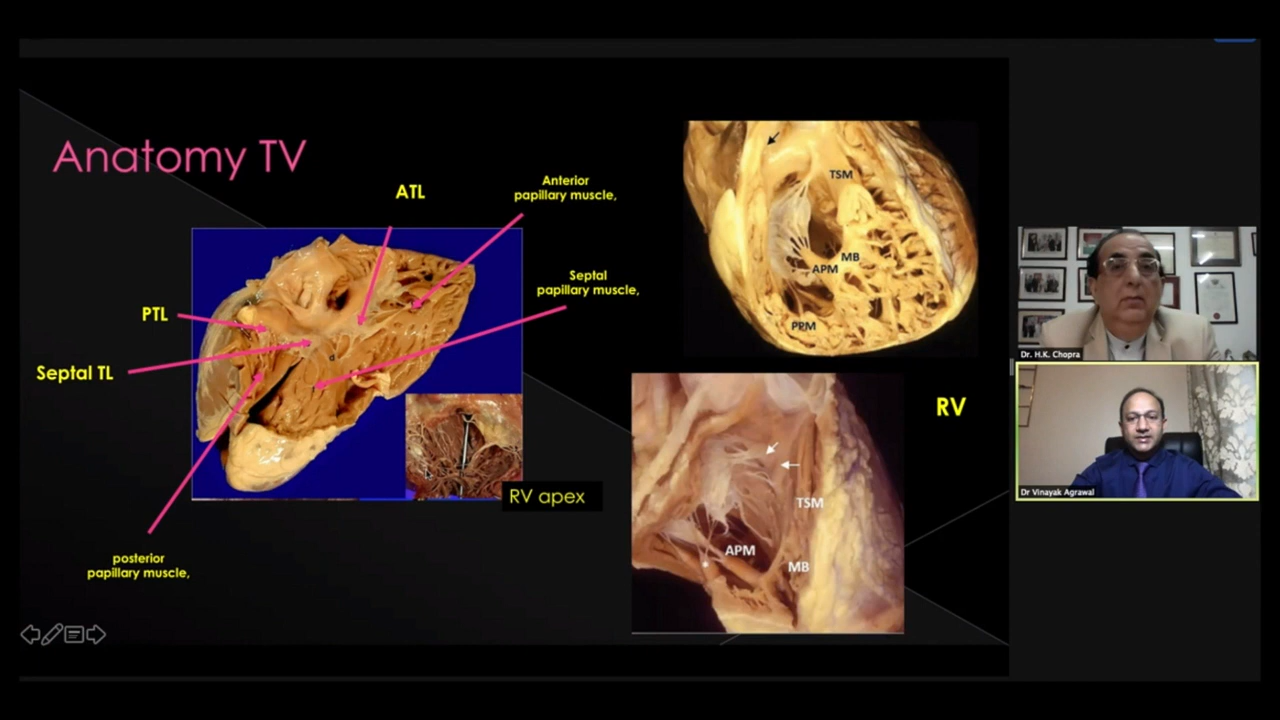 Anatomy TV
ATL
Anterior
papillary muscle,
Septal
papillary muscle,
PTL
Septal TL
d
RV apex
posterior
papillary muscle,
TSM
MB
APM
PPM
RV
TSM
APM
MB
*
Dr. H.K. Chopra
Dr Vinayak Agrawal